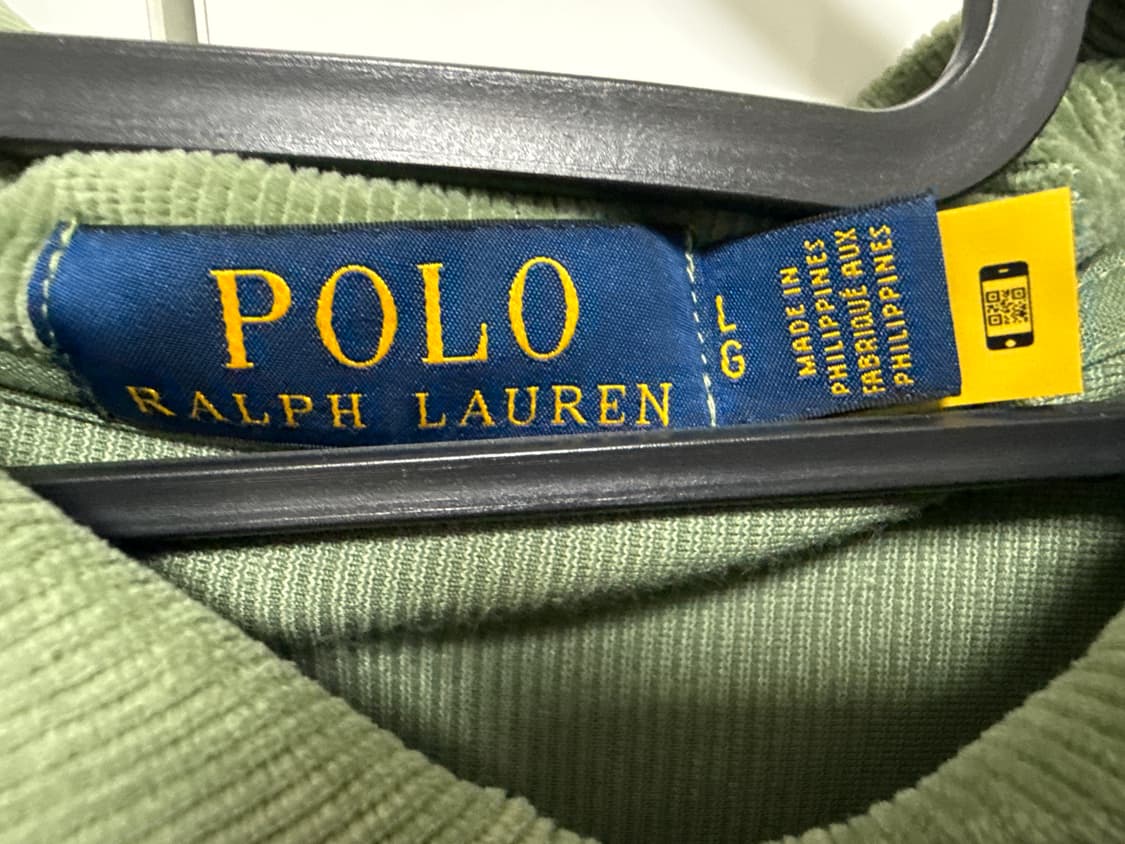 POLO
RALPH LAUREN
L
G
MADE IN
PHILIPPINES
FABRIQUÉ AUX
PHILIPPINES